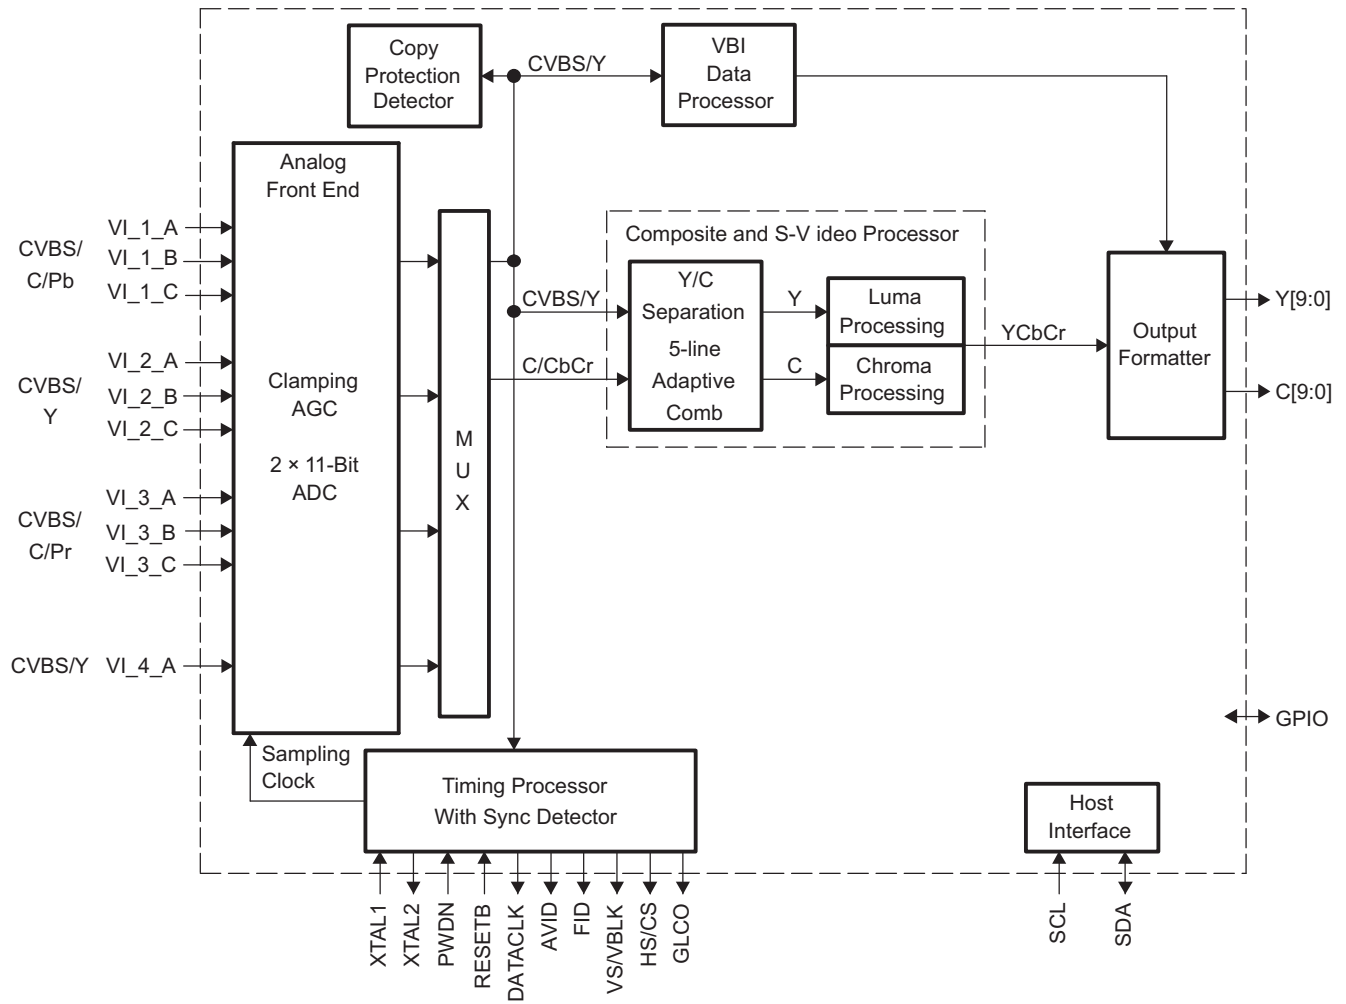 Copy
Protection
Detector
CVBS/Y
VBI
Data
Processor
Analog
Front End
Clamping
AGC
2 × 11-Bit
ADC
CVBS/
C/Pb
VI_1_A
VI_1_B
VI_1_C
CVBS/
Y
VI_2_A
VI_2_B
VI_2_C
CVBS/
C/Pr
VI_3_A
VI_3_B
VI_3_C
CVBS/Y
VI_4_A
M
U
X
CVBS/Y
C/CbCr
Composite and S-V ideo Processor
Y/C
Separation
5-line
Adaptive
Comb
Y
C
Luma
Processing
Chroma
Processing
YCbCr
Output
Formatter
Y[9:0]
C[9:0]
GPIO
Sampling
Clock
Timing Processor
With Sync Detector
Host
Interface
XTAL1
XTAL2
PWDN
RESETB
DATACLK
AVID
FID
VS/VBLK
HS/CS
GLCO
SCL
SDA